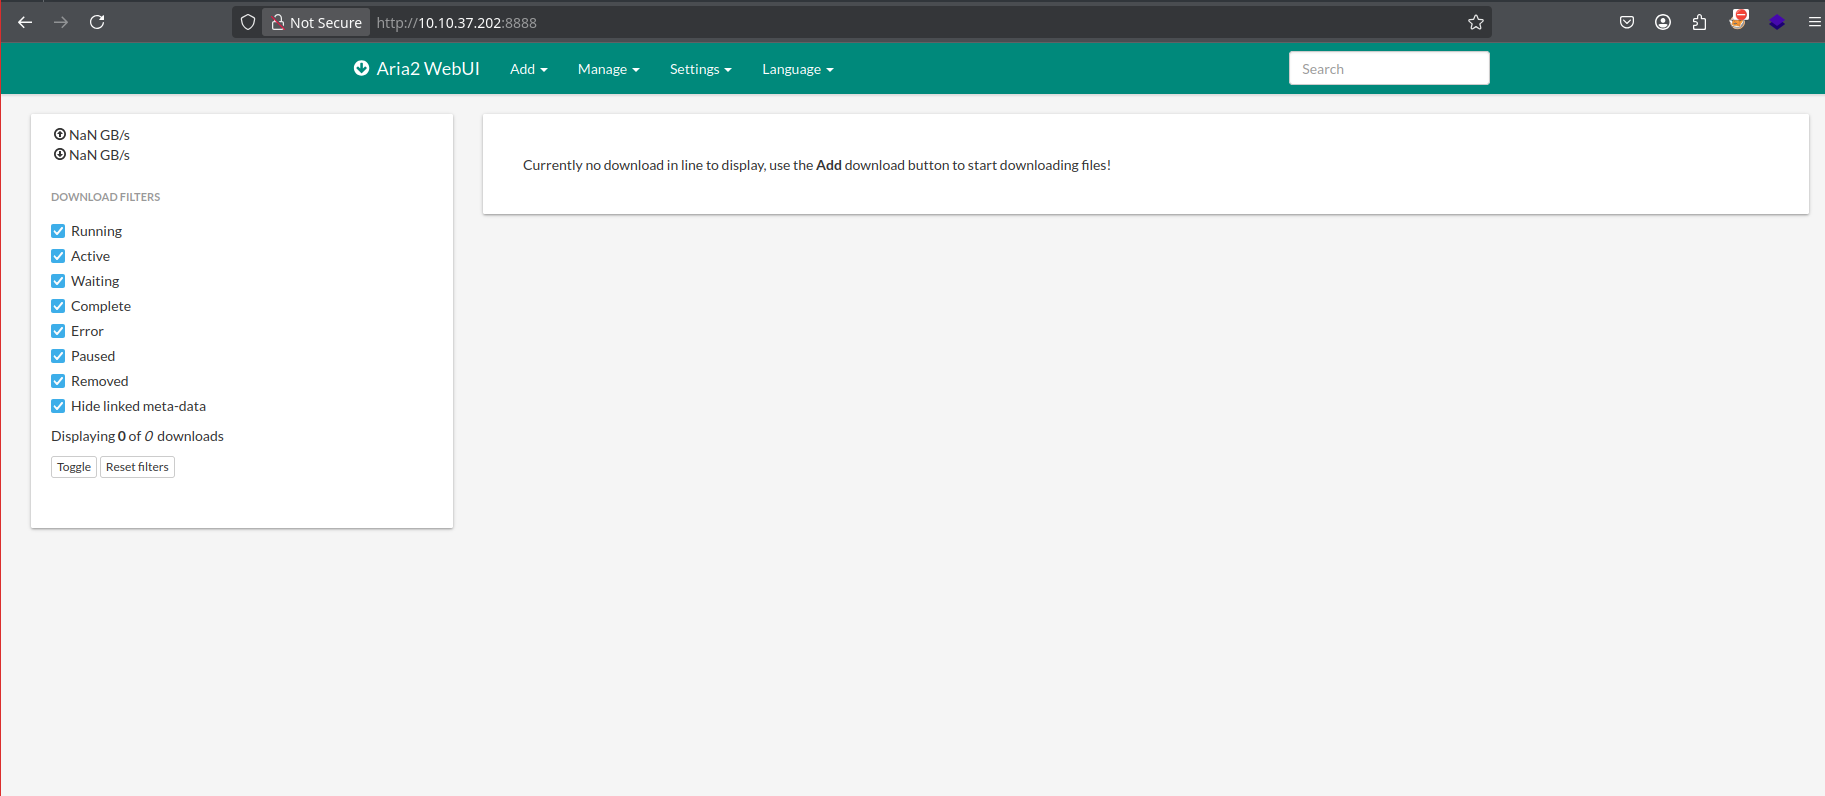 Not Secure http://10.10.37.202:8888
Aria2 WebUI Add Manage Settings Language Search
NaN GB/s
NaN GB/s
Currently no download in line to display, use the Add download button to start downloading files!
DOWNLOAD FILTERS
Running
Active
Waiting
Complete
Error
Paused
Removed
Hide linked meta-data
Displaying 0 of 0 downloads
Toggle Reset filters